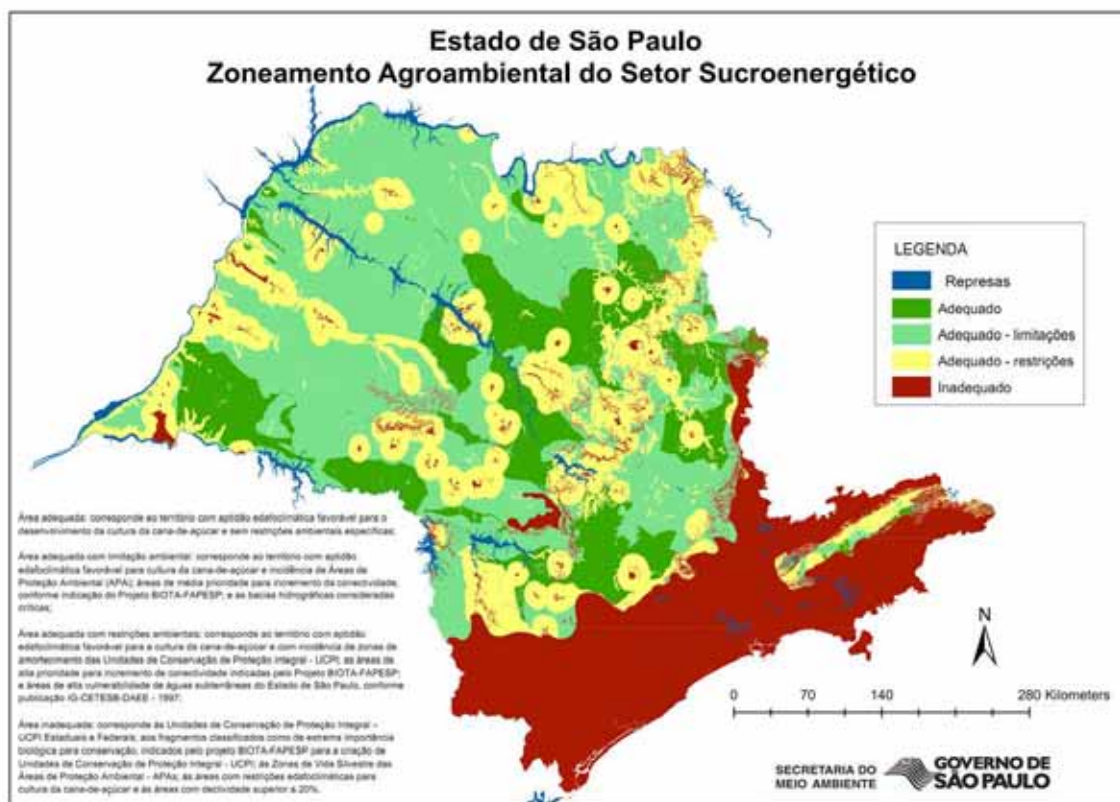 Estado de São Paulo
Zoneamento Agroambiental do Setor Sucroenergético
LEGENDA
Represas
Adequado
Adequado - limitações
Adequado - restrições
Inadequado
Área adequada: corresponde ao território com aptidão edafoclimática favorável para o
desenvolvimento da cultura da cana-de-açúcar e sem restrições ambientais específicas;
Área adequada com limitação ambiental: corresponde ao território com aptidão
edafoclimática favorável para cultura da cana-de-açúcar e incidência de Áreas de
Proteção Ambiental (APA); áreas de média prioridade para incremento da conectividade,
conforme indicação do Projeto BIOTA-FAPESP; e as bacias hidrográficas consideradas
críticas;
Área adequada com restrições ambientais: corresponde ao território com aptidão
edafoclimática favorável para a cultura da cana-de-açúcar e com incidência de zonas de
amortecimento das Unidades de Conservação de Proteção Integral - UCPI; as áreas de
alta prioridade para incremento de conectividade indicadas pelo Projeto BIOTA-FAPESP;
e áreas de alta vulnerabilidade de águas subterrâneas do Estado de São Paulo, conforme
publicação IG-CETESB-DAEE - 1997;
Área inadequada: corresponde às Unidades de Conservação de Proteção Integral -
UCPI Estaduais e Federais; aos fragmentos classificados como de extrema importância
biológica para conservação, indicados pelo projeto BIOTA-FAPESP para a criação de
Unidades de Conservação de Proteção Integral - UCPI; às Zonas de Vida Silvestre das
Áreas de Proteção Ambiental - APAs; às áreas com restrições edafoclimáticas para
cultura da cana-de-açúcar e às áreas com declividade superior a 20%.
N
0 70 140 280 Kilometers
SECRETARIA DO
MEIO AMBIENTE
GOVERNO DE
SÃO PAULO